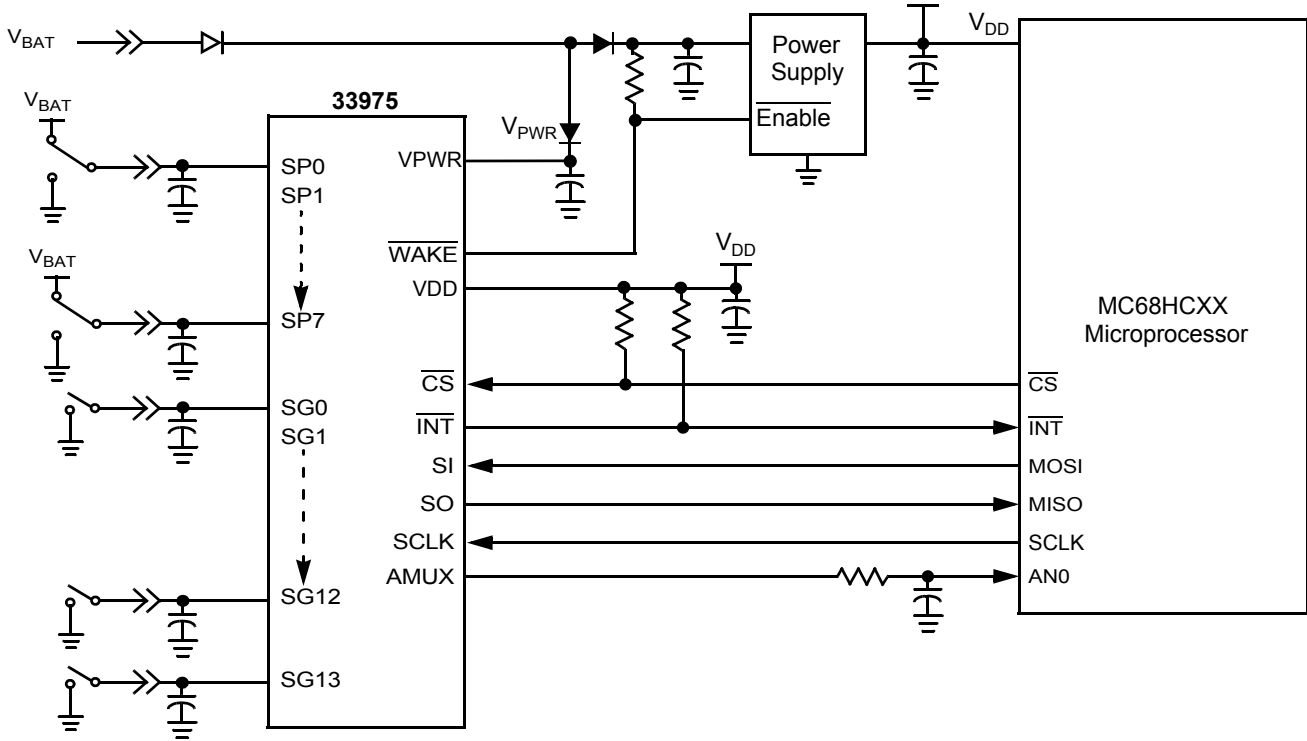 VBAT
VDD
Power
Supply
Enable
33975
VBAT
VPWR
SP0
SP1
VPWR
WAKE
VDD
VDD
VBAT
SP7
MC68HCXX
Microprocessor
CS
CS
SG0
SG1
INT
INT
SI
MOSI
SO
MISO
SCLK
SCLK
AMUX
AN0
SG12
SG13